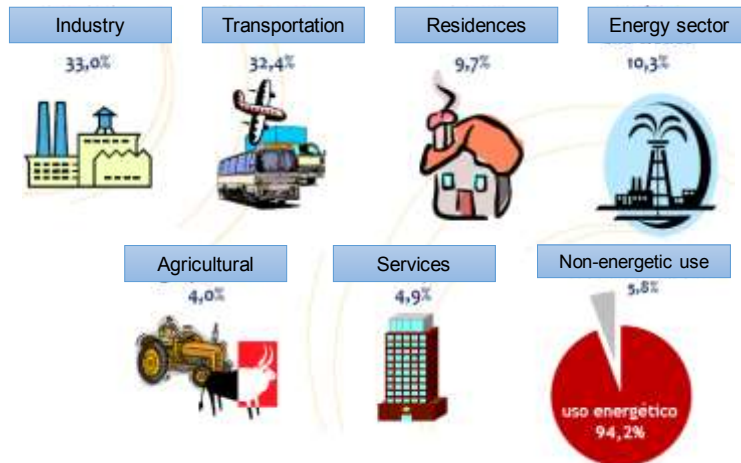 Industry
Transportation
Residences
Energy sector
33,0%
32,4%
9,7%
10,3%
Agricultural
Services
Non-energetic use
4,0%
4,9%
5,8%
uso energético
94,2%